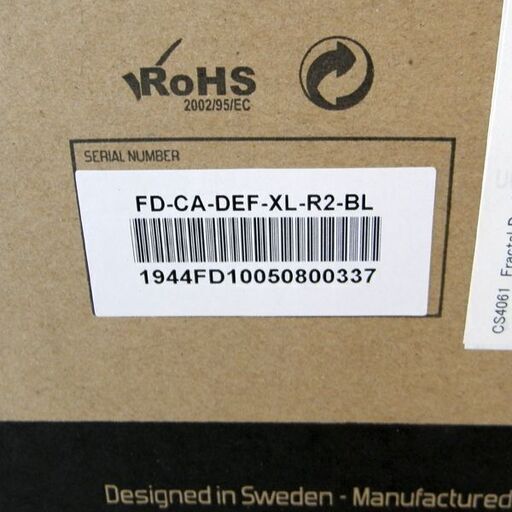 RoHS
2002/95/EC
SERIAL NUMBER
FD-CA-DEF-XL-R2-BL
1944FD10050800337
CS4061 Fractal
Designed in Sweden - Manufactured